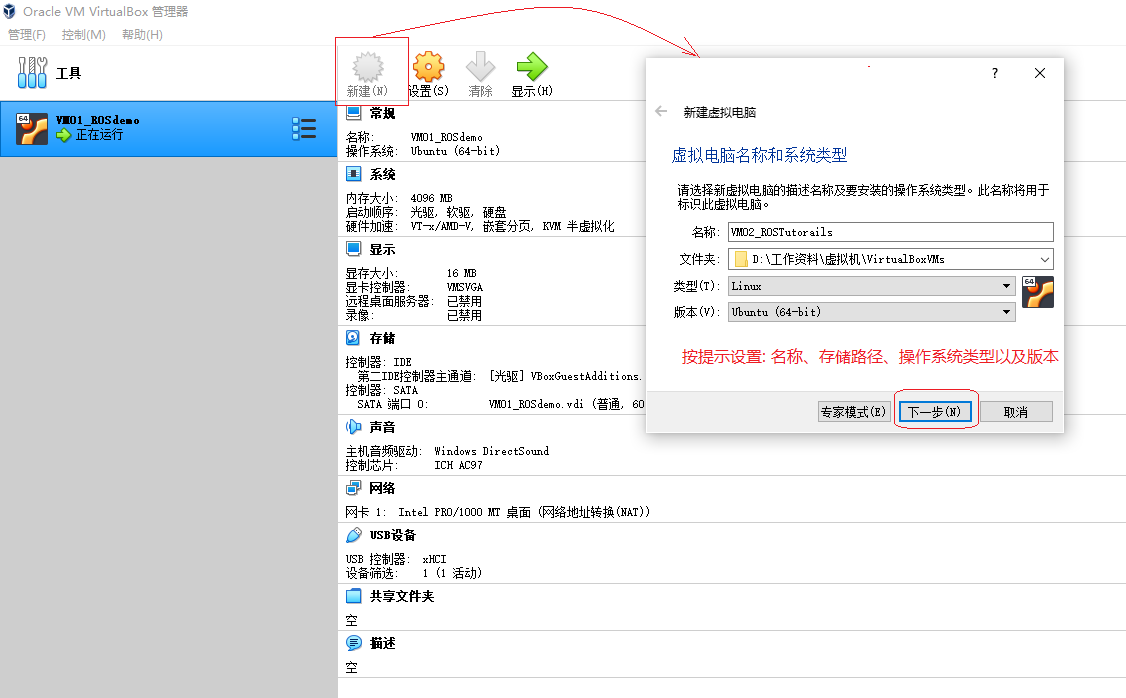 Oracle VM VirtualBox 管理器
管理(F) 控制(M) 帮助(H)
工具
新建(N) 设置(S) 清除 显示(H)
64
VM01_ROSdemo
正在运行
常规
名称: VM01_ROSdemo
操作系统: Ubuntu (64-bit)
系统
内存大小: 4096 MB
启动顺序: 光驱, 软驱, 硬盘
硬件加速: VT-x/AMD-V, 嵌套分页, KVM 半虚拟化
显示
显存大小: 16 MB
显卡控制器: VMSVGA
远程桌面服务器: 已禁用
录像: 已禁用
存储
控制器: IDE
第二IDE控制器主通道: [光驱] VBoxGuestAdditions.
控制器: SATA
SATA 端口 0: VM01_ROSdemo.vdi (普通, 60
声音
主机音频驱动: Windows DirectSound
控制芯片: ICH AC97
网络
网卡 1: Intel PRO/1000 MT 桌面 (网络地址转换(NAT))
USB设备
USB 控制器: xHCI
设备筛选: 1 (1 活动)
共享文件夹
空
描述
空
?
新建虚拟电脑
虚拟电脑名称和系统类型
请选择新虚拟电脑的描述名称及要安装的操作系统类型。此名称将用于
标识此虚拟电脑。
名称: VM02_ROSTutorails
文件夹: D:\工作资料\虚拟机\VirtualBoxVMs
类型(T): Linux
64
版本(V): Ubuntu (64-bit)
按提示设置: 名称、存储路径、操作系统类型以及版本
专家模式(E) 下一步(N) 取消